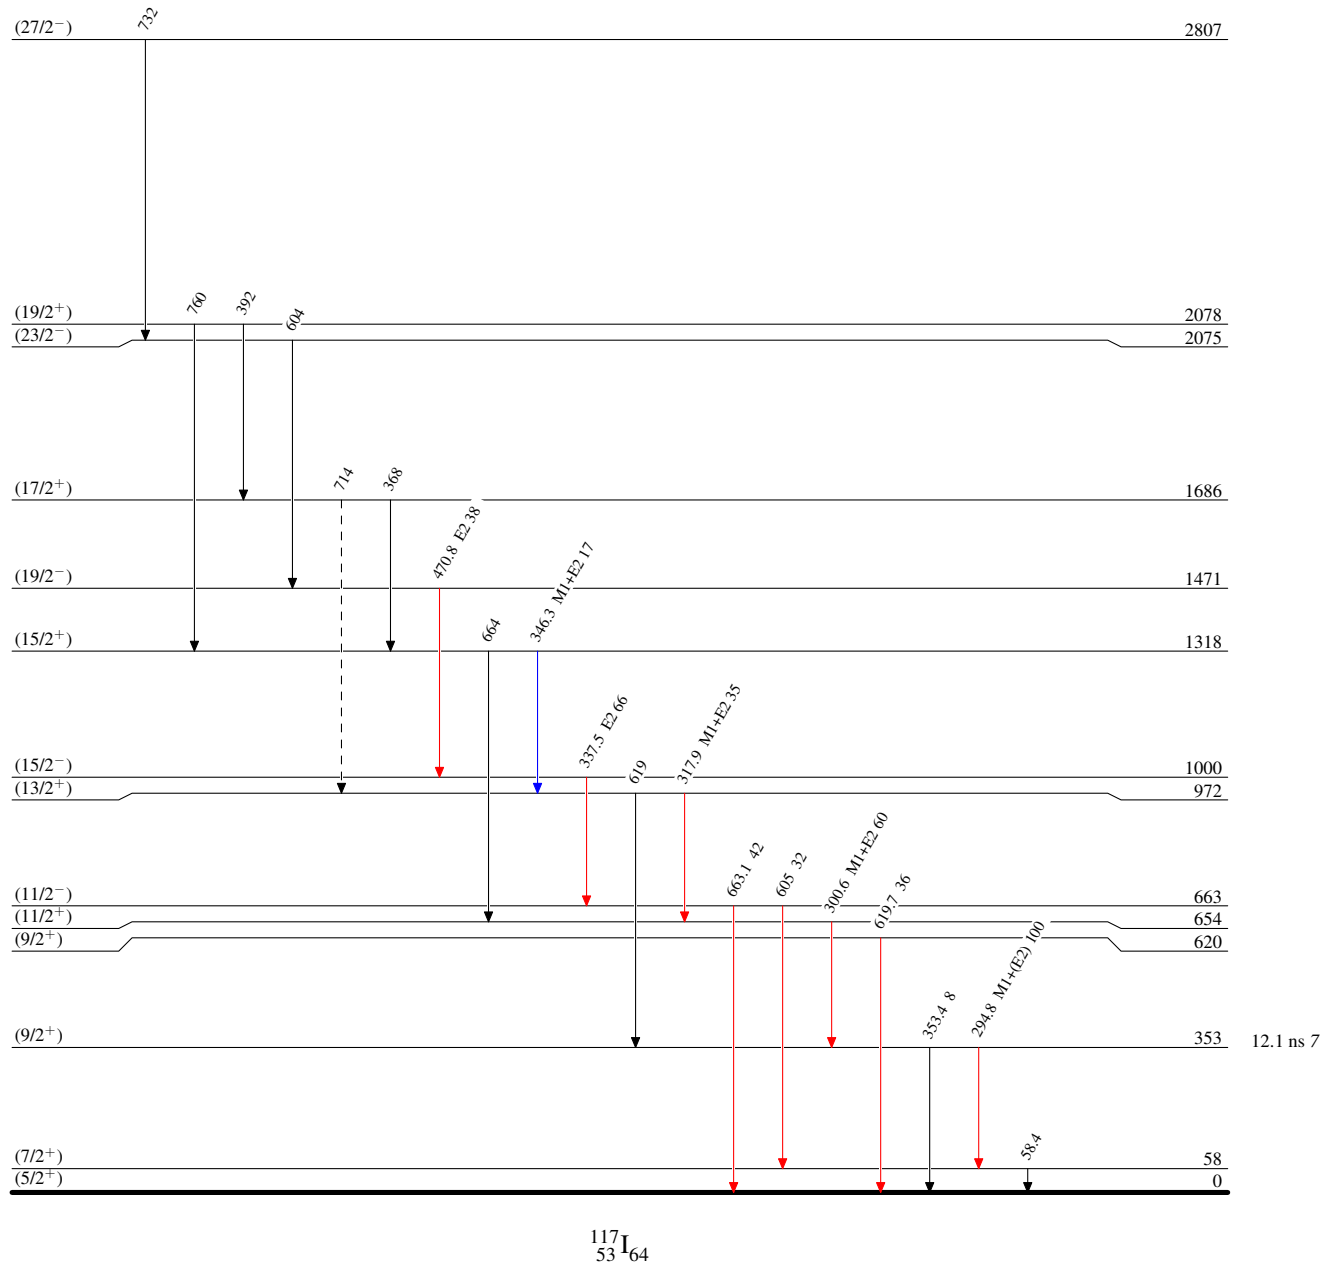 732
(27/2⁻) 2807
760 392 604
(19/2⁺) 2078
(23/2⁻) 2075
714 368
(17/2⁺) 1686
470.8 E2 38
(19/2⁻) 1471
664 346.3 M1+E2 17
(15/2⁺) 1318
337.5 E2 66
619 317.9 M1+E2 35
(15/2⁻) 1000
(13/2⁺) 972
663.1 42 605 32 300.6 M1+E2 60 619.7 36
(11/2⁻) 663
(11/2⁺) 654
(9/2⁺) 620
353.4 8 294.8 M1+(E2) 100
(9/2⁺) 353 12.1 ns 7
58.4
(7/2⁺) 58
(5/2⁺) 0
¹¹⁷₅₃I₆₄